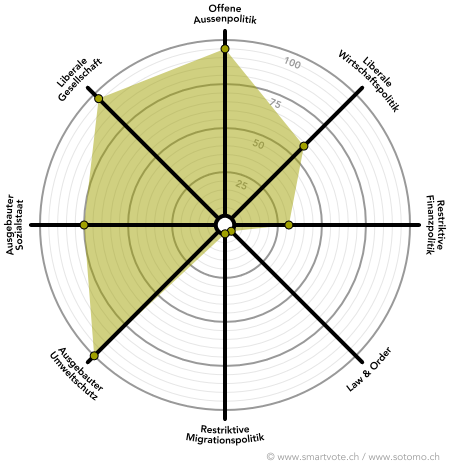 Offene
Aussenpolitik
Liberale
Wirtschaftspolitik
Liberale
Gesellschaft
100
75
50
25
Ausgebauter
Sozialstaat
Restriktive
Finanzpolitik
Ausgebauter
Umweltschutz
Law & Order
Restriktive
Migrationspolitik
© www.smartvote.ch / www.sotomo.ch